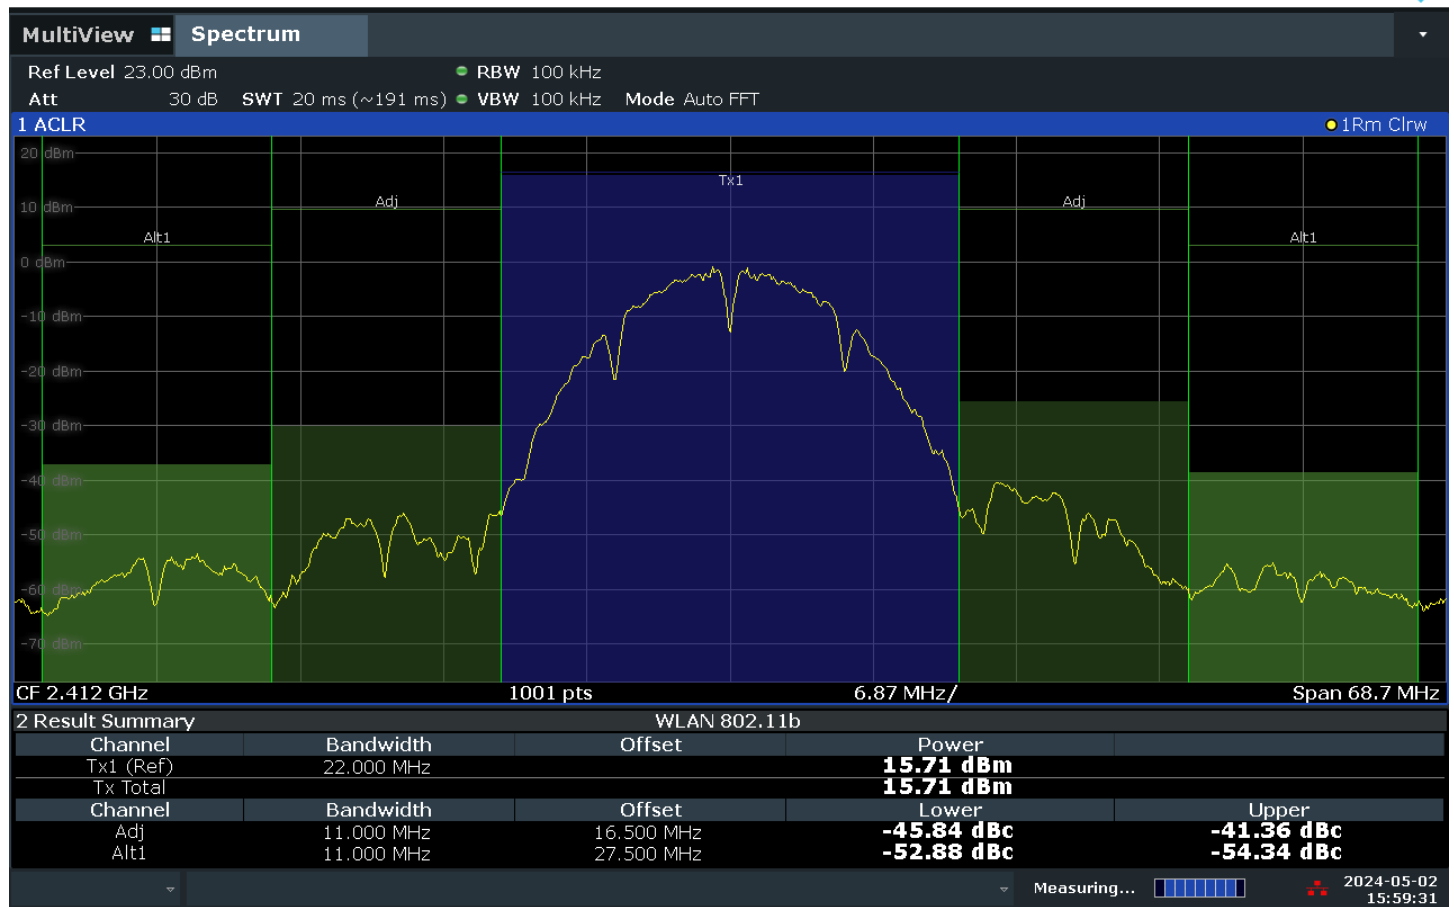 MultiView Spectrum
Ref Level 23.00 dBm RBW 100 kHz
Att 30 dB SWT 20 ms (~191 ms) VBW 100 kHz Mode Auto FFT
1 ACLR 1Rm Clrw
20 dBm
Tx1
Adj Adj
10 dBm
Alt1 Alt1
0 dBm
-10 dBm
-20 dBm
-30 dBm
-40 dBm
-50 dBm
-60 dBm
-70 dBm
CF 2.412 GHz 1001 pts 6.87 MHz/ Span 68.7 MHz
2 Result Summary WLAN 802.11b
Channel Bandwidth Offset Power
Tx1 (Ref) 22.000 MHz 15.71 dBm
Tx Total 15.71 dBm
Channel Bandwidth Offset Lower Upper
Adj 11.000 MHz 16.500 MHz -45.84 dBc -41.36 dBc
Alt1 11.000 MHz 27.500 MHz -52.88 dBc -54.34 dBc
Measuring... 2024-05-02
15:59:31